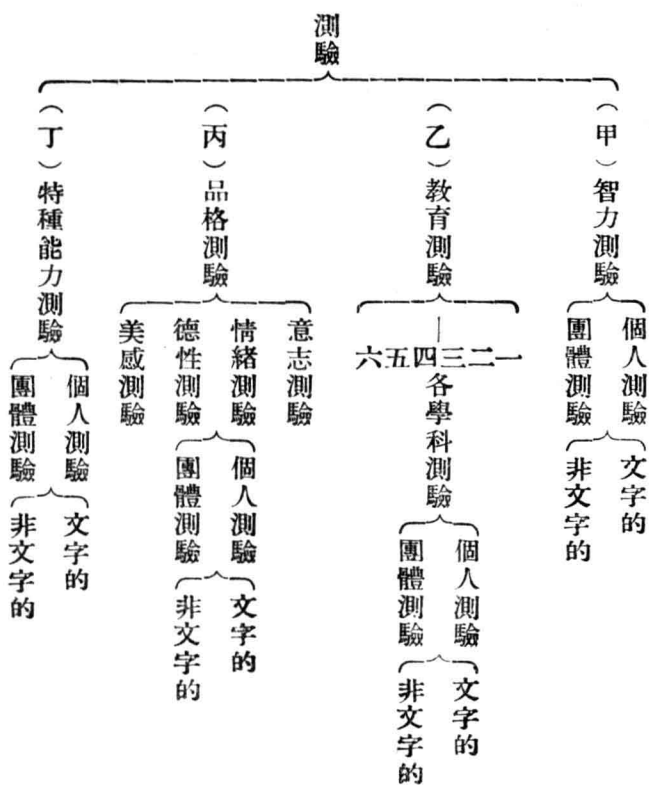 測驗
（甲）智力測驗
個人測驗
團體測驗
文字的
非文字的
（乙）教育測驗
一二三四五六
各學科測驗
個人測驗
團體測驗
文字的
非文字的
（丙）品格測驗
意志測驗
情緒測驗
德性測驗
美感測驗
個人測驗
團體測驗
文字的
非文字的
（丁）特種能力測驗
個人測驗
團體測驗
文字的
非文字的